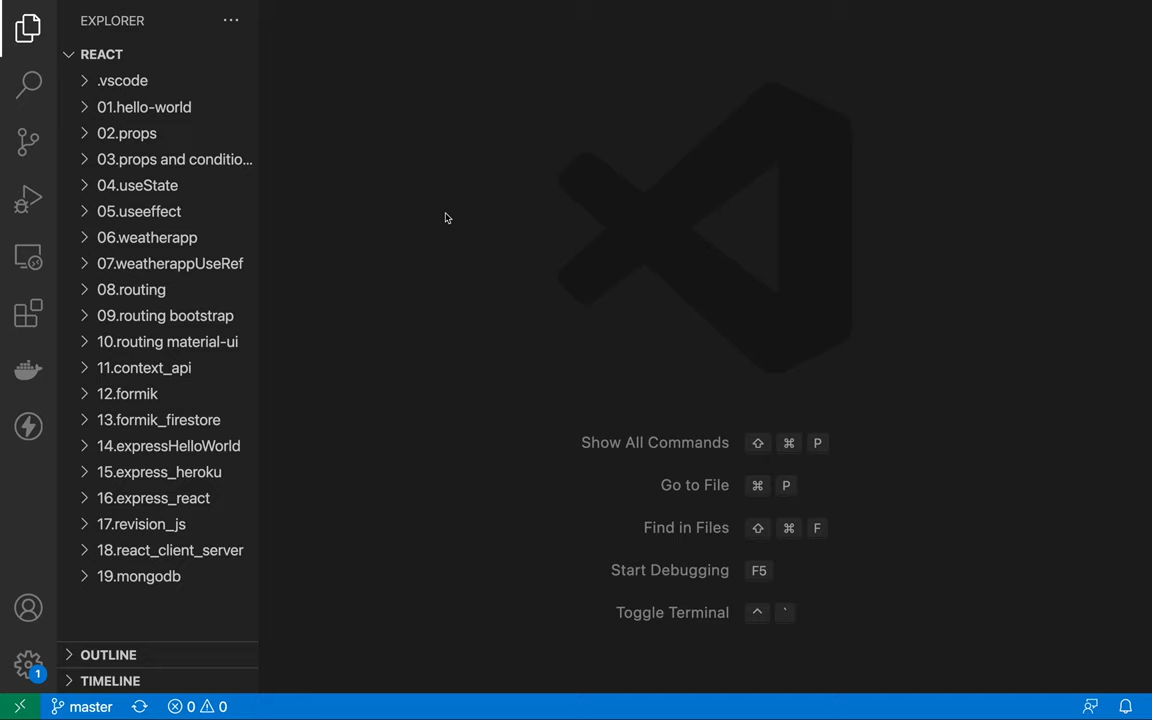 EXPLORER ...
REACT
.vscode
01.hello-world
02.props
03.props and conditio...
04.useState
05.useeffect
06.weatherapp
07.weatherappUseRef
08.routing
09.routing bootstrap
10.routing material-ui
11.context_api
12.formik
13.formik_firestore
14.expressHelloWorld
15.express_heroku
16.express_react
17.revision_js
18.react_client_server
19.mongodb
Show All Commands ⇧ ⌘ P
Go to File ⌘ P
Find in Files ⇧ ⌘ F
Start Debugging F5
Toggle Terminal ^ `
OUTLINE
1 TIMELINE
master 0 0